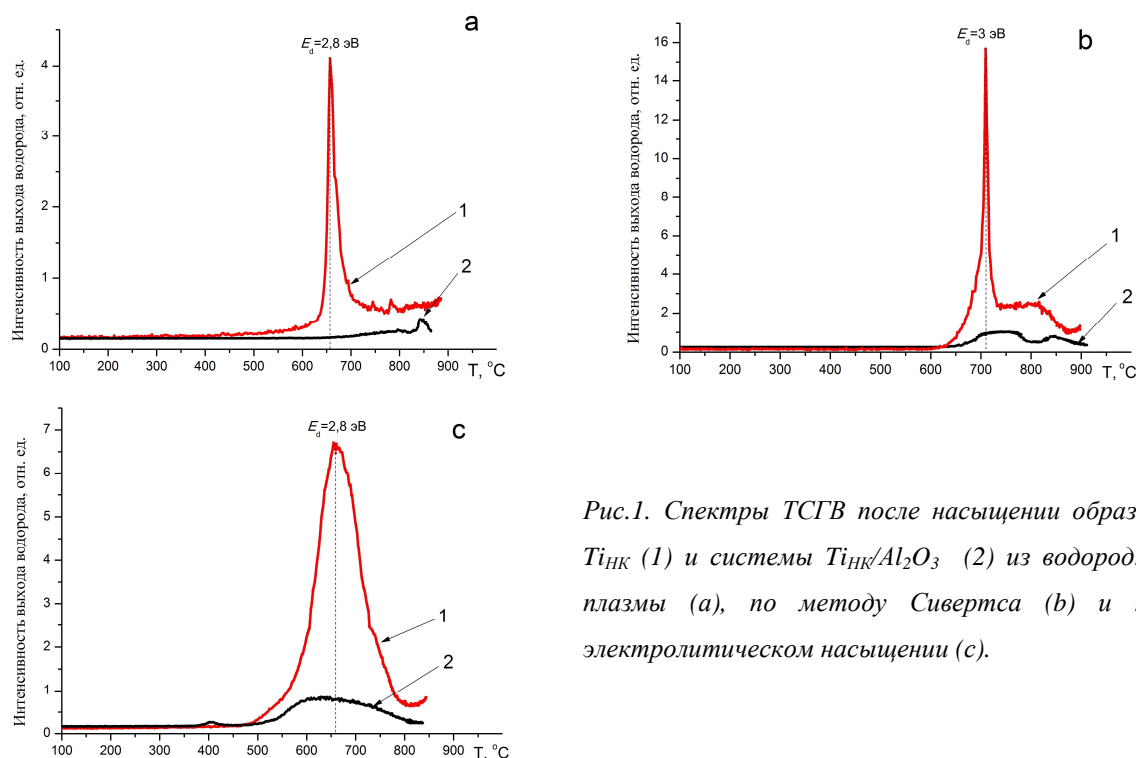 a
E_d=2,8 эВ
Интенсивность выхода водорода, отн. ед.
4
3
2
1
0
1
2
100 200 300 400 500 600 700 800 900 T, °C
b
E_d=3 эВ
Интенсивность выхода водорода, отн. ед.
16
14
12
10
8
6
4
2
0
1
2
100 200 300 400 500 600 700 800 900 T, °C
c
E_d=2,8 эВ
Интенсивность выхода водорода, отн. ед.
7
6
5
4
3
2
1
0
1
2
100 200 300 400 500 600 700 800 900 T, °C
Рис.1. Спектры ТСГВ после насыщении образ
Ti_НК (1) и системы Ti_НК/Al_2O_3 (2) из водород
плазмы (a), по методу Сивертса (b) и
электролитическом насыщении (c).